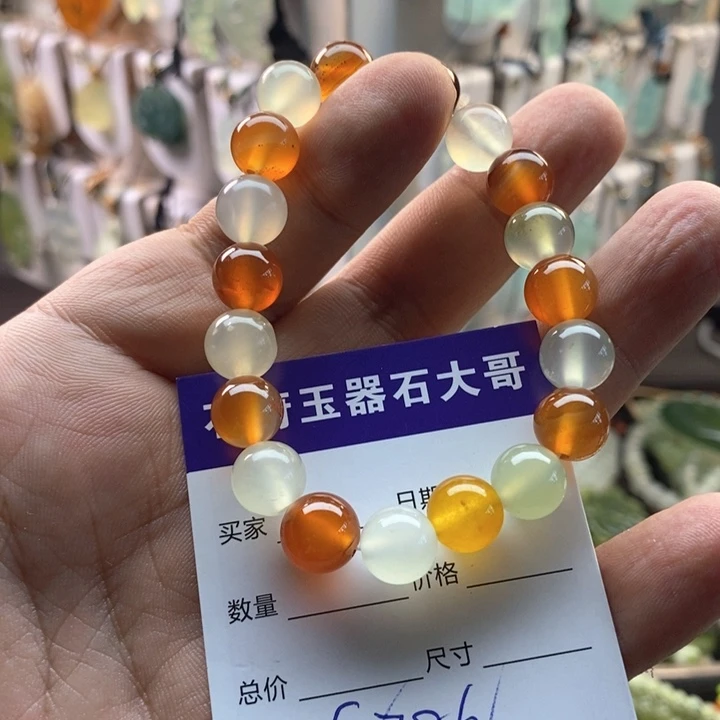 玉器石大哥
买家 日期
数量 价格
总价 尺寸